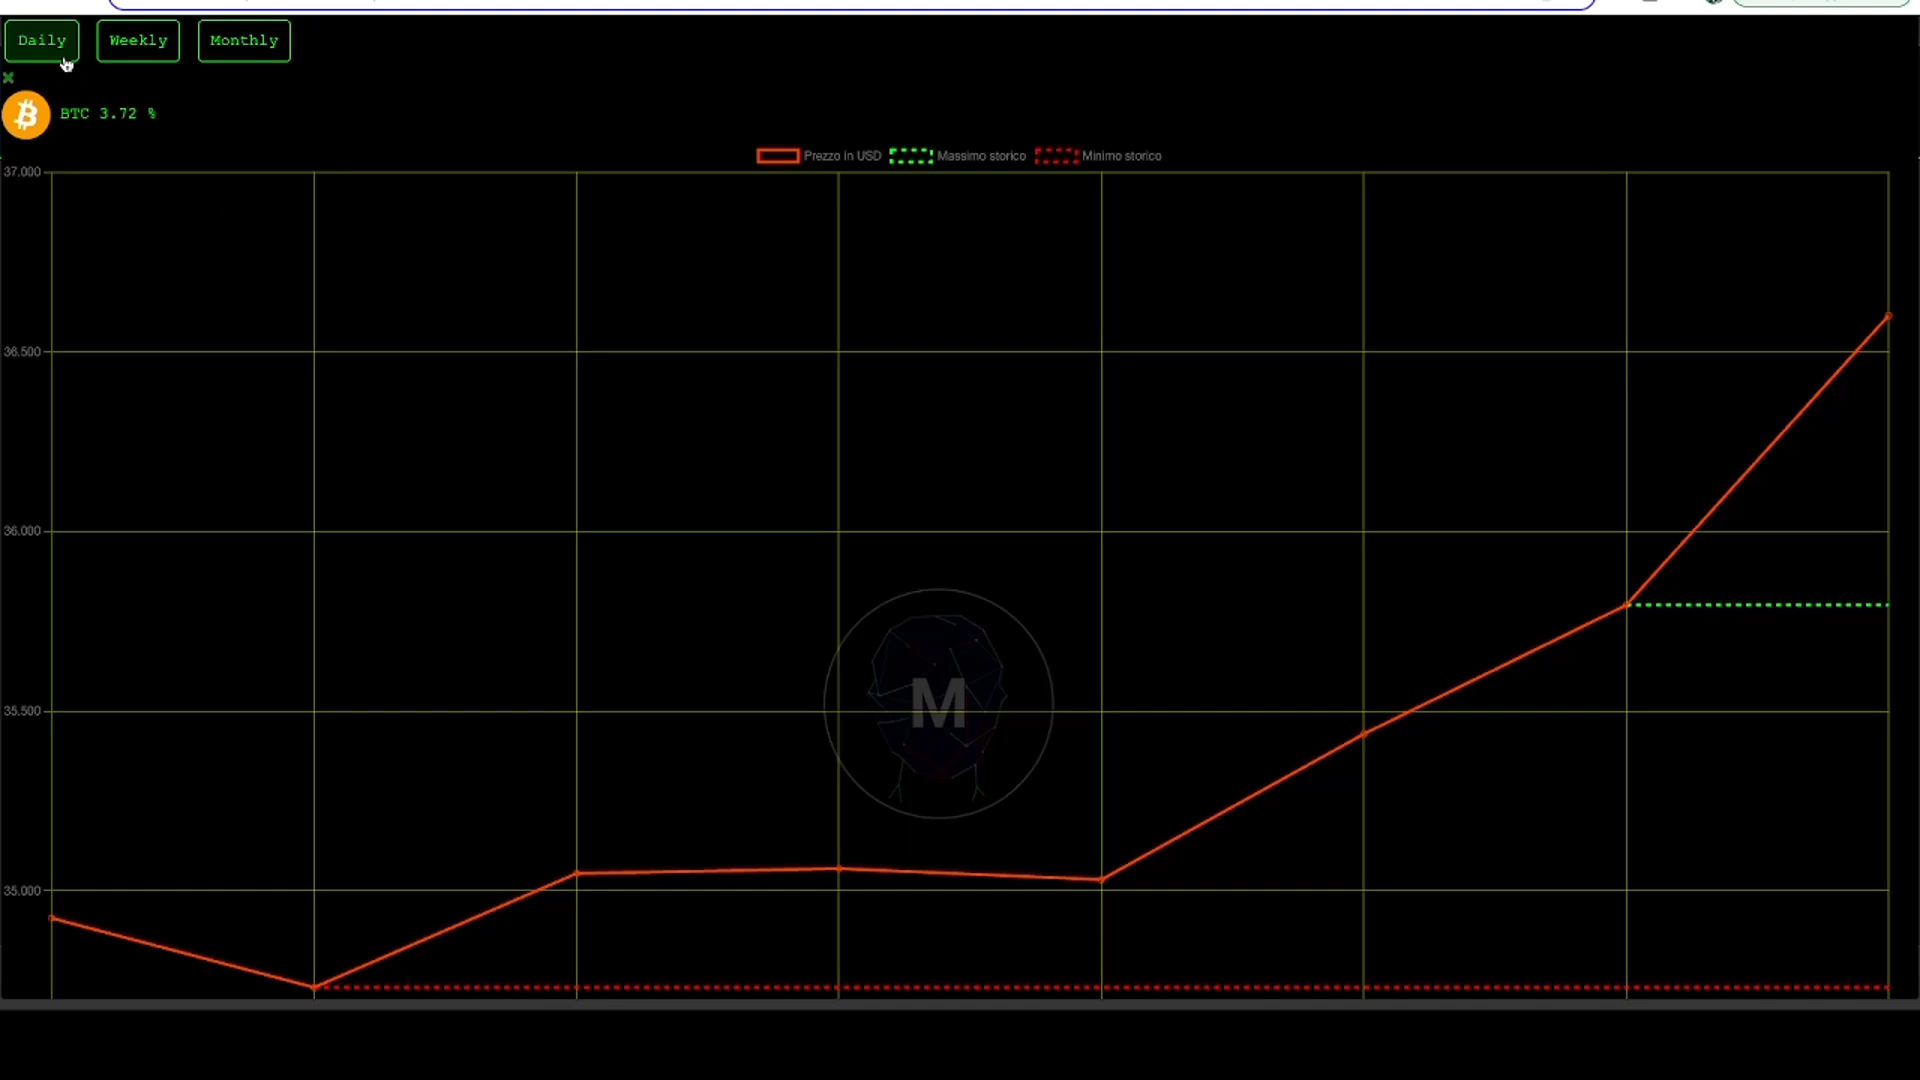 Daily Weekly Monthly
BTC 3.72 %
Prezzo in USD Massimo storico Minimo storico
37.000
36.500
36.000
M
35.500
35.000